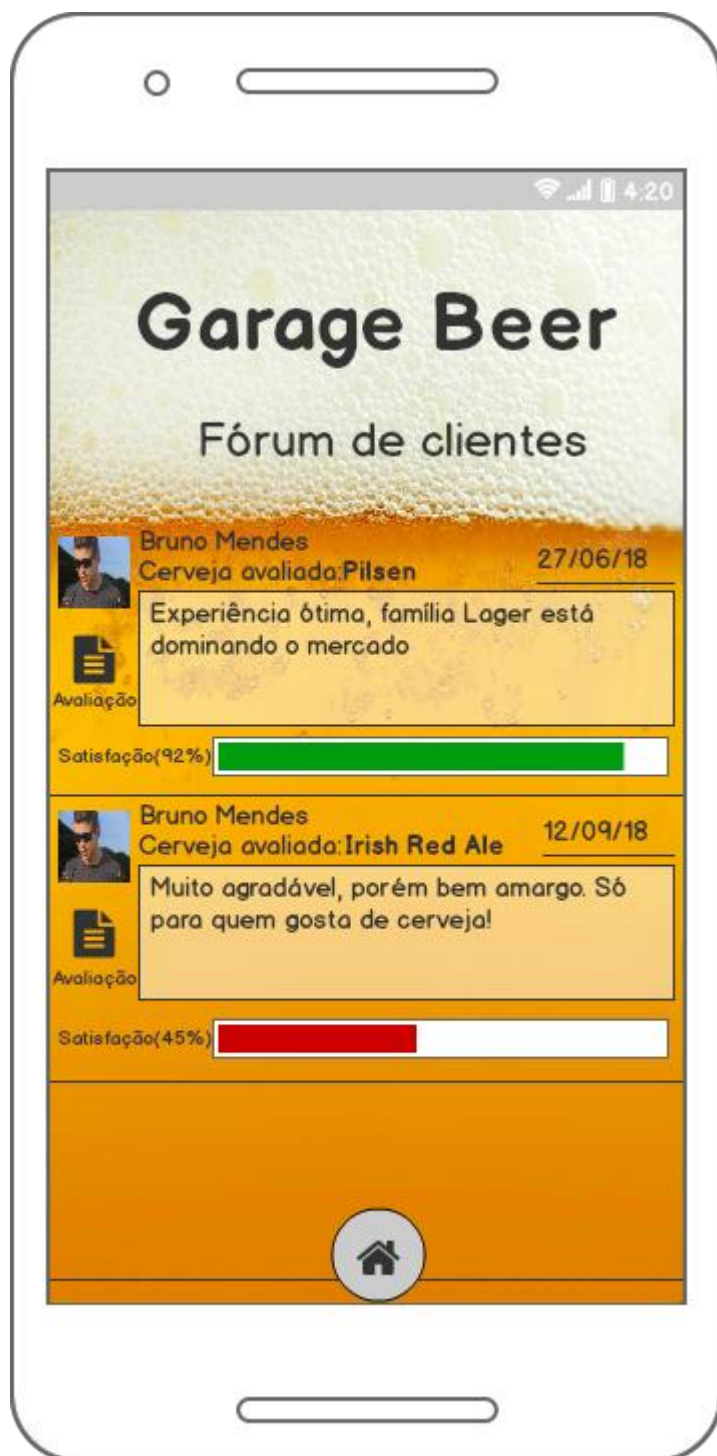 4:20
Garage Beer
Fórum de clientes
Bruno Mendes
Cerveja avaliada:Pilsen
27/06/18
Experiência ótima, família Lager está
dominando o mercado
Avaliação
Satisfação(92%)
Bruno Mendes
Cerveja avaliada:Irish Red Ale
12/09/18
Muito agradável, porém bem amargo. Só
para quem gosta de cerveja!
Avaliação
Satisfação(45%)